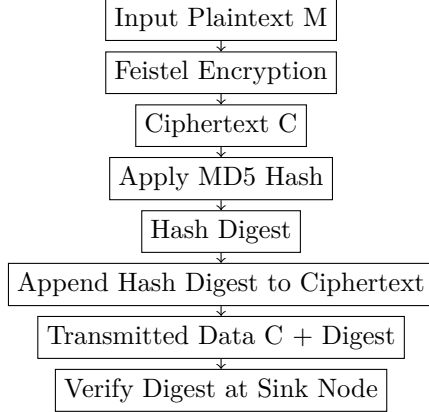 Input Plaintext M
Feistel Encryption
Ciphertext C
Apply MD5 Hash
Hash Digest
Append Hash Digest to Ciphertext
Transmitted Data C + Digest
Verify Digest at Sink Node